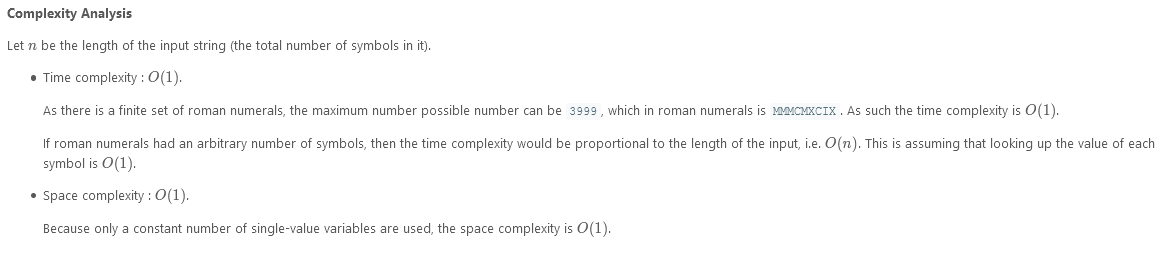 Complexity Analysis
Let n be the length of the input string (the total number of symbols in it).
• Time complexity : O(1).
As there is a finite set of roman numerals, the maximum number possible number can be 3999, which in roman numerals is MMMCMXCIX. As such the time complexity is O(1).
If roman numerals had an arbitrary number of symbols, then the time complexity would be proportional to the length of the input, i.e. O(n). This is assuming that looking up the value of each
symbol is O(1).
• Space complexity : O(1).
Because only a constant number of single-value variables are used, the space complexity is O(1).